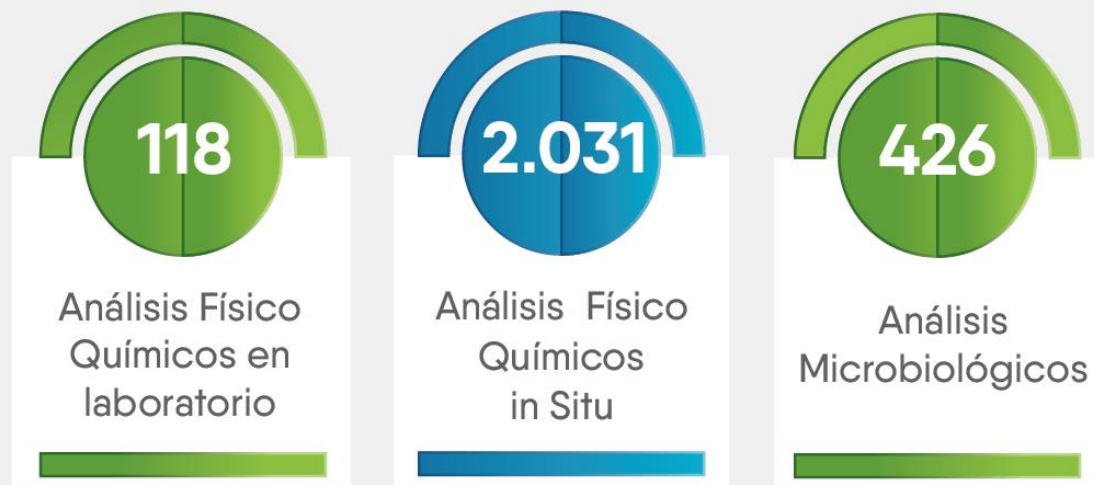 118
Análisis Físico
Químicos en
laboratorio
2.031
Análisis Físico
Químicos
in Situ
426
Análisis
Microbiológicos